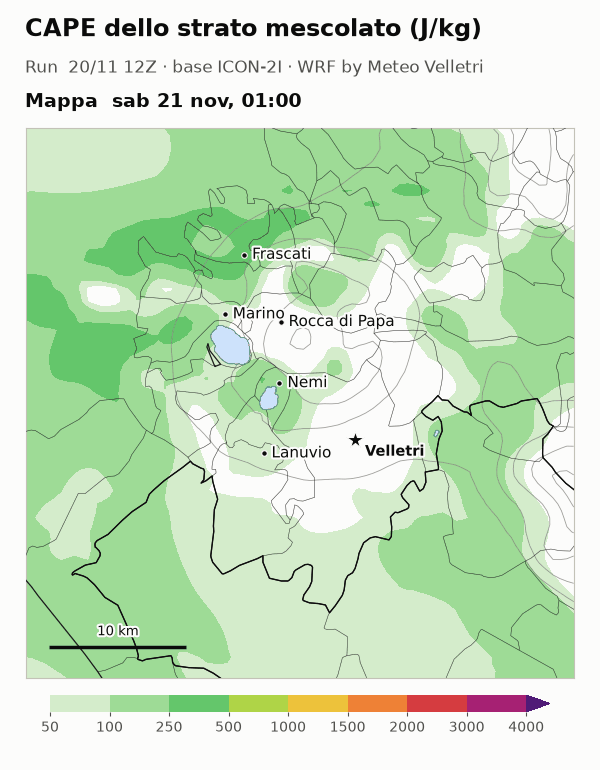 CAPE dello strato mescolato (J/kg)
Run  20/11 12Z · base ICON-2I · WRF by Meteo Velletri
Mappa  sab 21 nov, 01:00
Frascati
Marino
Rocca di Papa
Nemi
Velletri
Lanuvio
10 km
50 100 250 500 1000 1500 2000 3000 4000